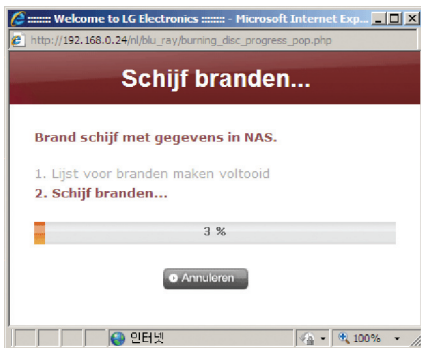 ::::::: Welcome to LG Electronics ::::::: - Microsoft Internet Exp...
http://192.168.0.24/nl/blu_ray/burning_disc_progress_pop.php
Schijf branden...
Brand schijf met gegevens in NAS.
1. Lijst voor branden maken voltooid
2. Schijf branden...
3 %
Annuleren
인터넷
100%